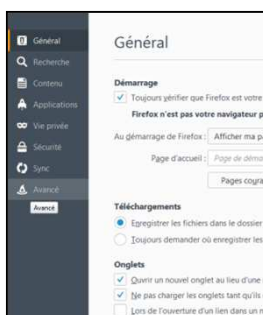 Général
Recherche
Contenu
Applications
Vie privée
Sécurité
Sync
Avancé
Avancé
Général
Démarrage
Toujours vérifier que Firefox est votre
Firefox n'est pas votre navigateur p
Au démarrage de Firefox : Afficher ma pa
Page d'accueil : Page de démar
Pages coura
Téléchargements
Enregistrer les fichiers dans le dossier
Toujours demander où enregistrer les
Onglets
Ouvrir un nouvel onglet au lieu d'une
Ne pas charger les onglets tant qu'ils
Lors de l'ouverture d'un lien dans un n